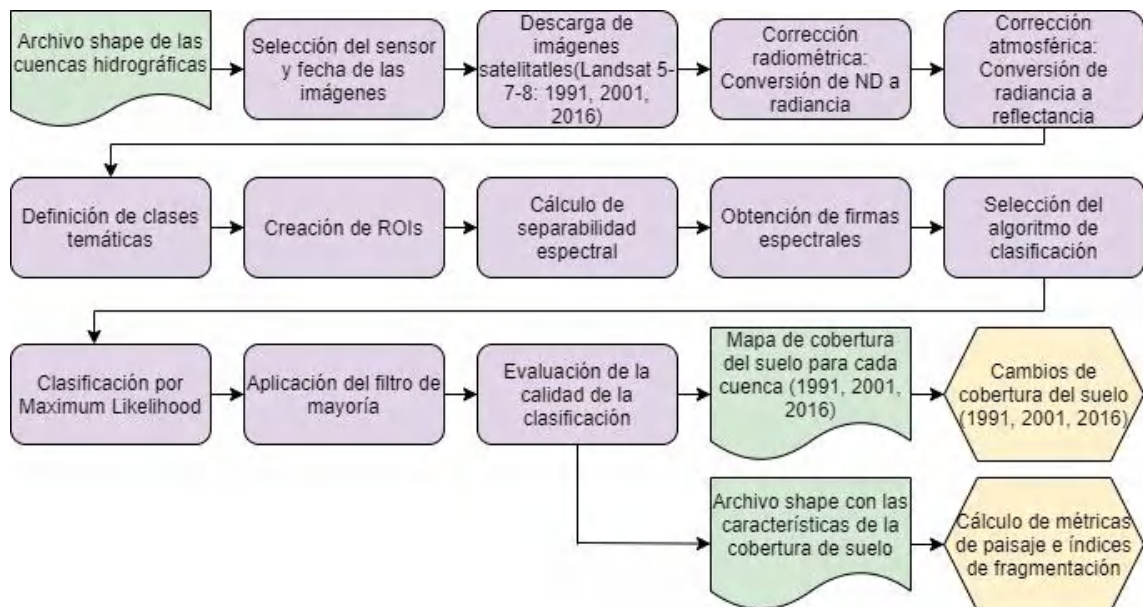 Archivo shape de las
cuencas hidrográficas
Selección del sensor
y fecha de las
imágenes
Descarga de
imágenes
satelitatles(Landsat 5-
7-8: 1991, 2001,
2016)
Corrección
radiométrica:
Conversión de ND a
radiancia
Corrección
atmosférica:
Conversión de
radiancia a
reflectancia
Definición de clases
temáticas
Creación de ROIs
Cálculo de
separabilidad
espectral
Obtención de firmas
espectrales
Selección del
algoritmo de
clasificación
Clasificación por
Maximum Likelihood
Aplicación del filtro de
mayoría
Evaluación de la
calidad de la
clasificación
Mapa de cobertura
del suelo para cada
cuenca (1991, 2001,
2016)
Cambios de
cobertura del suelo
(1991, 2001, 2016)
Archivo shape con las
características de la
cobertura de suelo
Cálculo de métricas
de paisaje e índices
de fragmentación